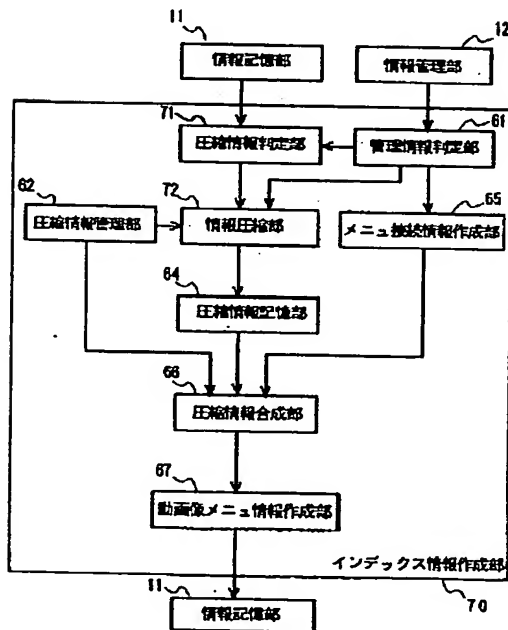 11
12
情報記憶部
情報管理部
71
61
圧縮情報判定部
管理情報判定部
62
72
65
圧縮情報管理部
情報圧縮部
メニュー接続情報作成部
64
圧縮情報記憶部
66
圧縮情報合成部
67
動画像メニュー情報作成部
インデックス情報作成部
11
70
情報記憶部